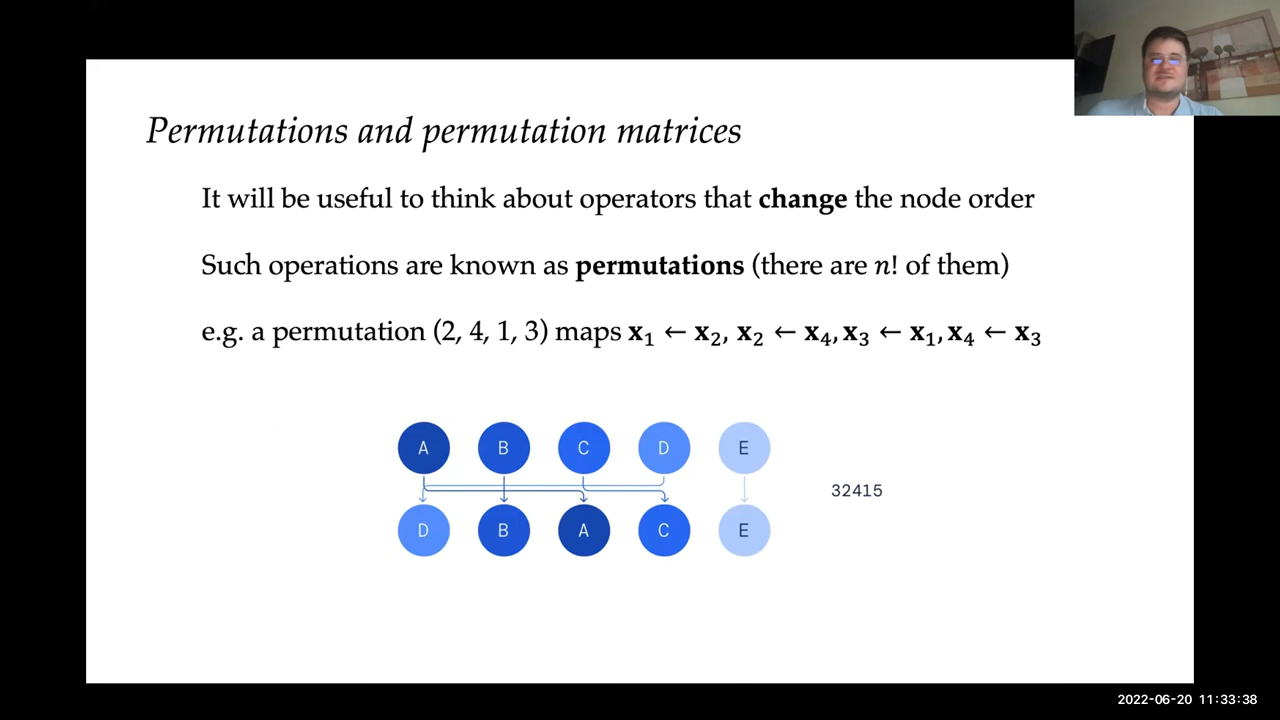 Permutations and permutation matrices
It will be useful to think about operators that change the node order
Such operations are known as permutations (there are n! of them)
e.g. a permutation (2, 4, 1, 3) maps x₁ ← x₂, x₂ ← x₄, x₃ ← x₁, x₄ ← x₃
A B C D E
32415
D B A C E
2022-06-20 11:33:38